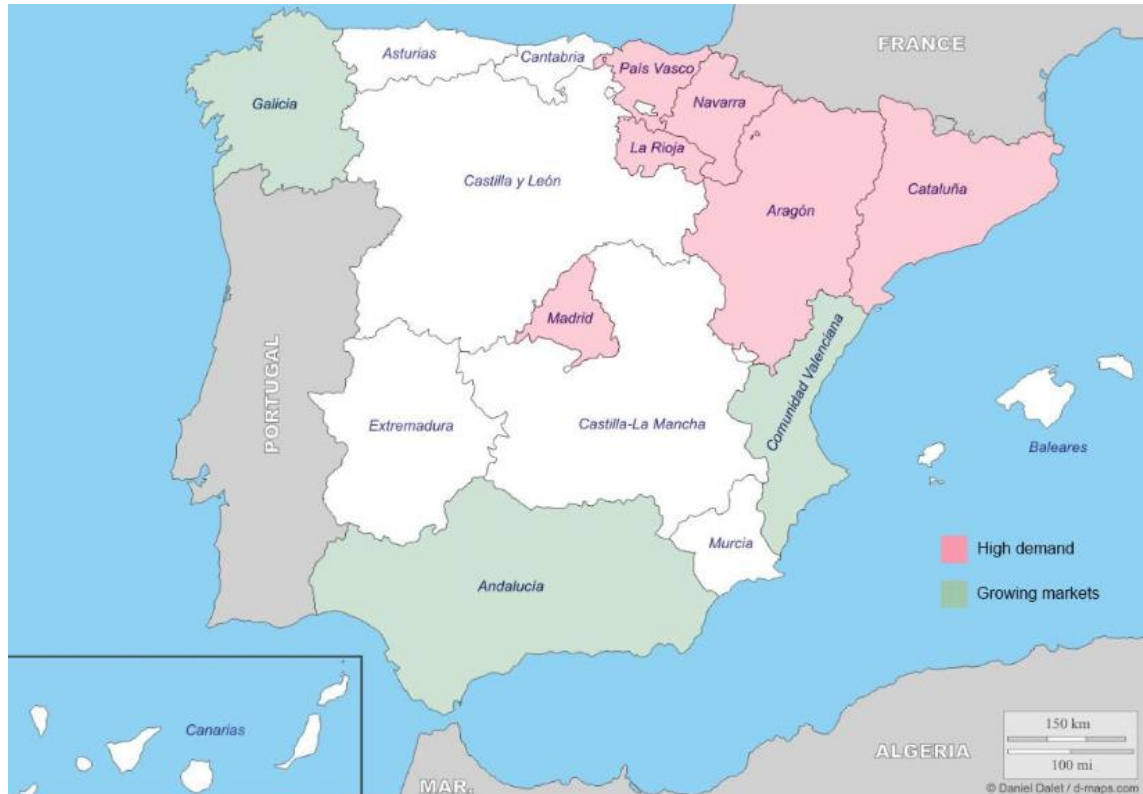 FRANCE
Asturias
Cantabria
País Vasco
Navarra
Galicia
La Rioja
Castilla y León
Cataluña
Aragón
Madrid
PORTUGAL
Comunidad Valenciana
Extremadura
Castilla-La Mancha
Baleares
Murcia
High demand
Andalucía
Growing markets
Canarias
150 km
100 mi
ALGERIA
MAR.
© Daniel Dalet / d-maps.com